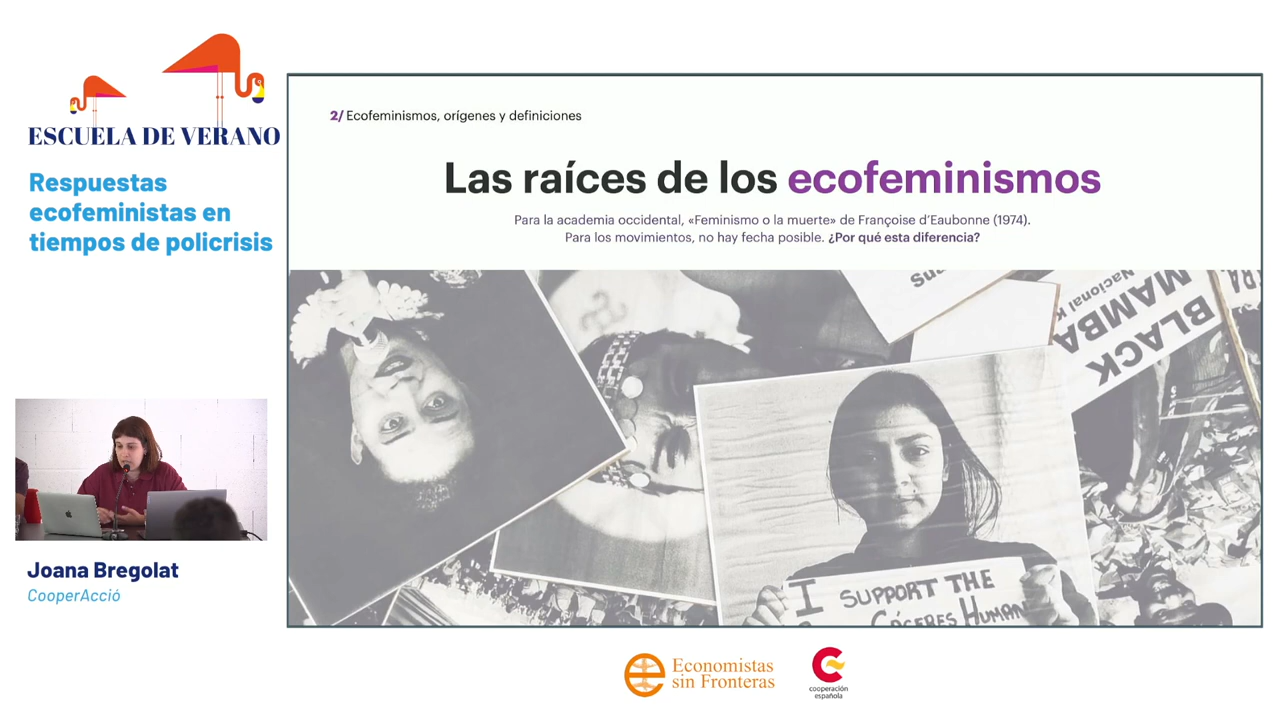 ESCUELA DE VERANO
Respuestas
ecofeministas en
tiempos de policrisis
2/ Ecofeminismos, orígenes y definiciones
Las raíces de los ecofeminismos
Para la academia occidental, «Feminismo o la muerte» de Françoise d’Eaubonne (1974).
Para los movimientos, no hay fecha posible. ¿Por qué esta diferencia?
BLACK
MAMBA
Nacional
I SUPPORT THE
CÁCERES HUMAN
Joana Bregolat
CooperAcció
Economistas
sin Fronteras
cooperación
española